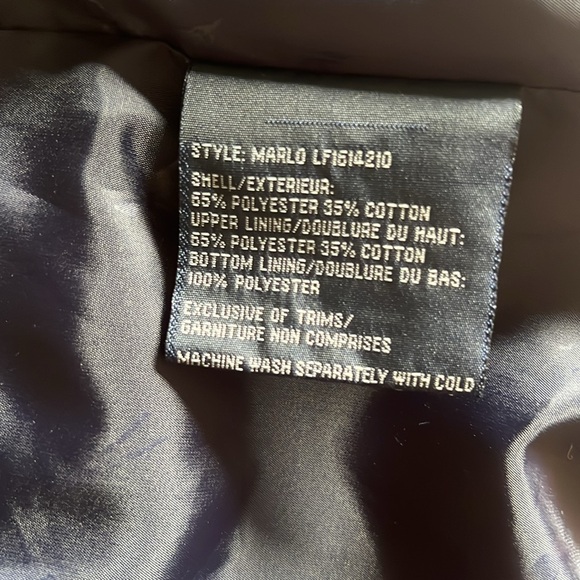 STYLE: MARLO LF1614210
SHELL/EXTERIEUR:
65% POLYESTER 35% COTTON
UPPER LINING/DOUBLURE DU HAUT:
65% POLYESTER 35% COTTON
BOTTOM LINING/DOUBLURE DU BAS:
100% POLYESTER
EXCLUSIVE OF TRIMS/
GARNITURE NON COMPRISES
MACHINE WASH SEPARATELY WITH COLD